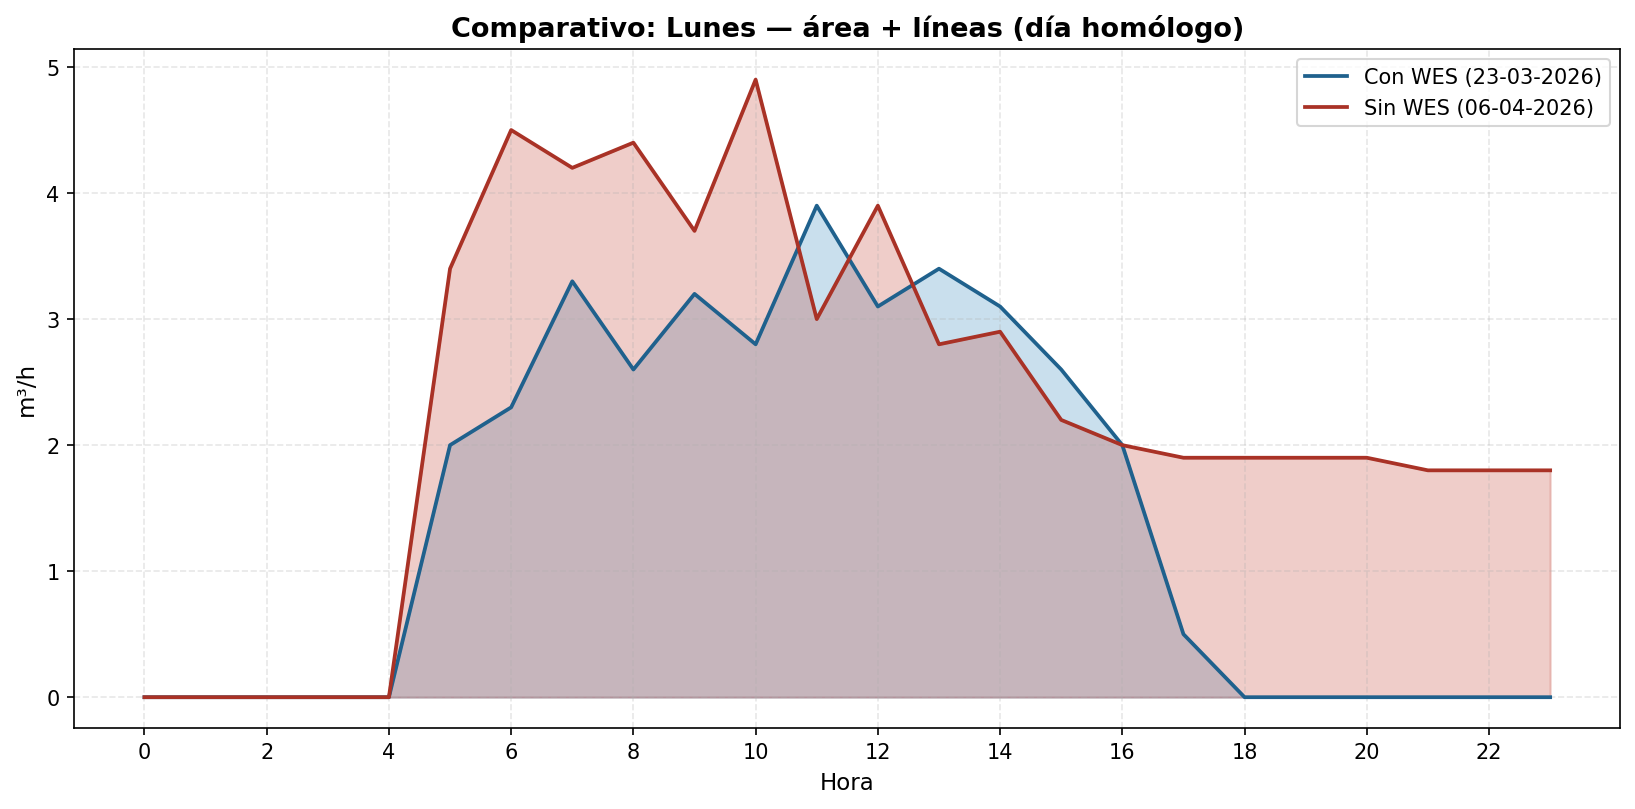 Comparativo: Lunes — área + líneas (día homólogo)
Con WES (23-03-2026)
Sin WES (06-04-2026)
5
4
3
2
1
0
m³/h
0 2 4 6 8 10 12 14 16 18 20 22
Hora